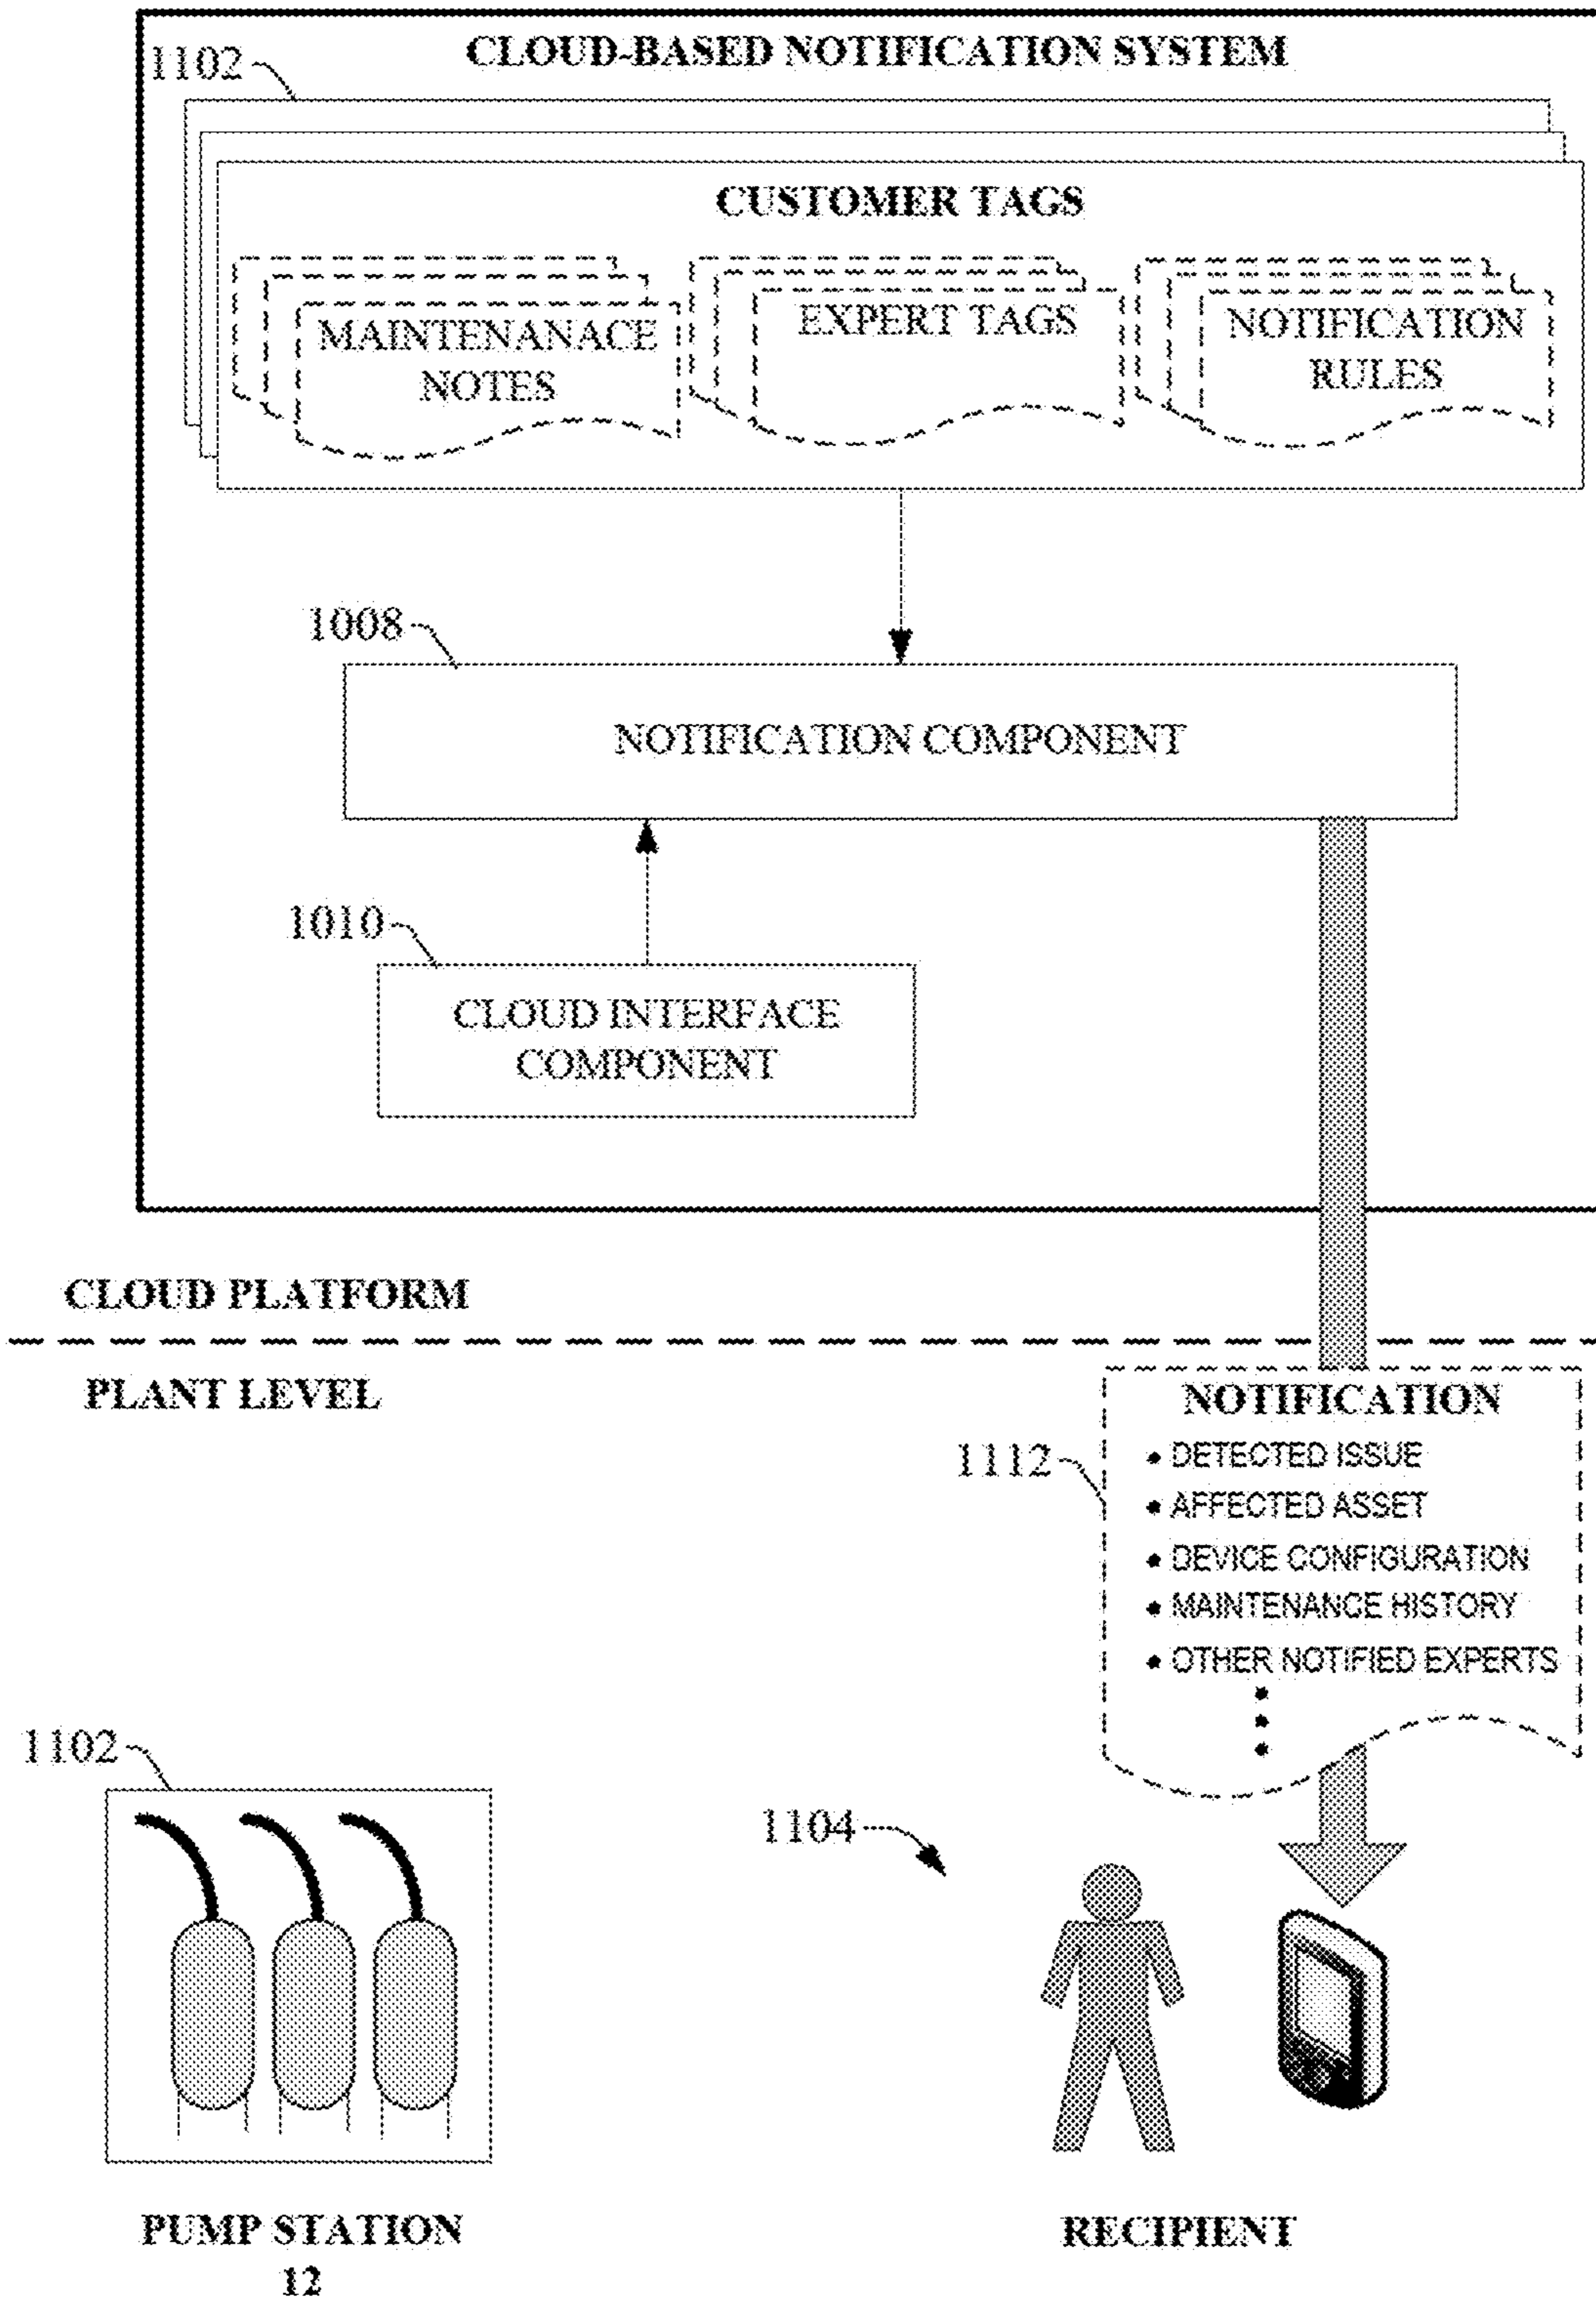 CLOUD-BASED NOTIFICATION SYSTEM
1102
CUSTOMER TAGS
MAINTENANACE
NOTES
EXPERT TAGS
NOTIFICATION
RULES
1008
NOTIFICATION COMPONENT
1010
CLOUD INTERFACE
COMPONENT
CLOUD PLATFORM
PLANT LEVEL
NOTIFICATION
1112
• DETECTED ISSUE
• AFFECTED ASSET
• DEVICE CONFIGURATION
• MAINTENANCE HISTORY
• OTHER NOTIFIED EXPERTS
1102
1104
PUMP STATION
12
RECIPIENT